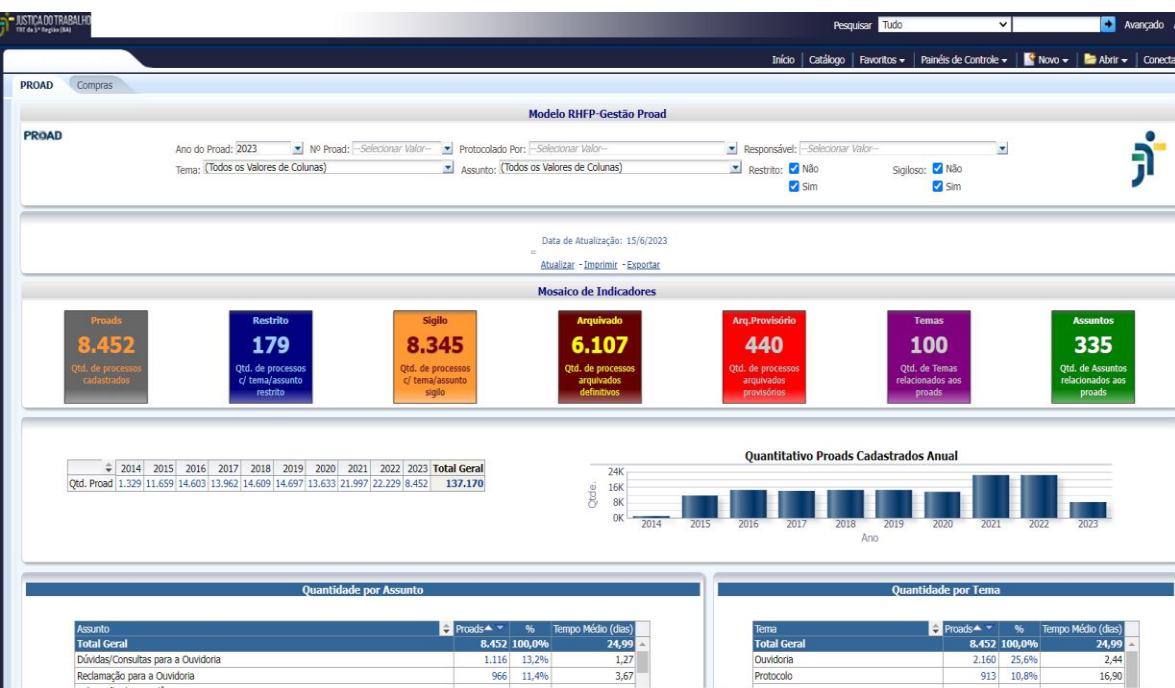 JUSTIÇA DO TRABALHO
TRT da 5ª Região (BA)
Pesquisar Tudo Avançado
Início Catálogo Favoritos Painéis de Controle Novo Abrir Conecta
PROAD Compras
Modelo RHFP-Gestão Proad
PROAD
Ano do Proad: 2023 Nº Proad: --Selecionar Valor-- Protocolado Por: --Selecionar Valor-- Responsável: --Selecionar Valor--
Tema: (Todos os Valores de Colunas) Assunto: (Todos os Valores de Colunas) Restrito: Não Sigiloso: Não
Sim Sim
Data de Atualização: 15/6/2023
Atualizar - Imprimir - Exportar
Mosaico de Indicadores
Proads
8.452
Qtd. de processos
cadastrados
Restrito
179
Qtd. de processos
c/ tema/assunto
restrito
Sigilo
8.345
Qtd. de processos
c/ tema/assunto
sigilo
Arquivado
6.107
Qtd. de processos
arquivados
definitivos
Arq.Provisório
440
Qtd. de processos
arquivados
provisórios
Temas
100
Qtd. de Temas
relacionados aos
proads
Assuntos
335
Qtd. de Assuntos
relacionados aos
proads
2014 2015 2016 2017 2018 2019 2020 2021 2022 2023 Total Geral
Qtd. Proad 1.329 11.659 14.603 13.962 14.609 14.697 13.633 21.997 22.229 8.452 137.170
Quantitativo Proads Cadastrados Anual
Qtde.
24K
16K
8K
0K
2014 2015 2016 2017 2018 2019 2020 2021 2022 2023
Ano
Quantidade por Assunto
Assunto Proads % Tempo Médio (dias)
Total Geral 8.452 100,0% 24,99
Dúvidas/Consultas para a Ouvidoria 1.116 13,2% 1,27
Reclamação para a Ouvidoria 966 11,4% 3,67
Quantidade por Tema
Tema Proads % Tempo Médio (dias)
Total Geral 8.452 100,0% 24,99
Ouvidoria 2.160 25,6% 2,44
Protocolo 913 10,8% 16,90